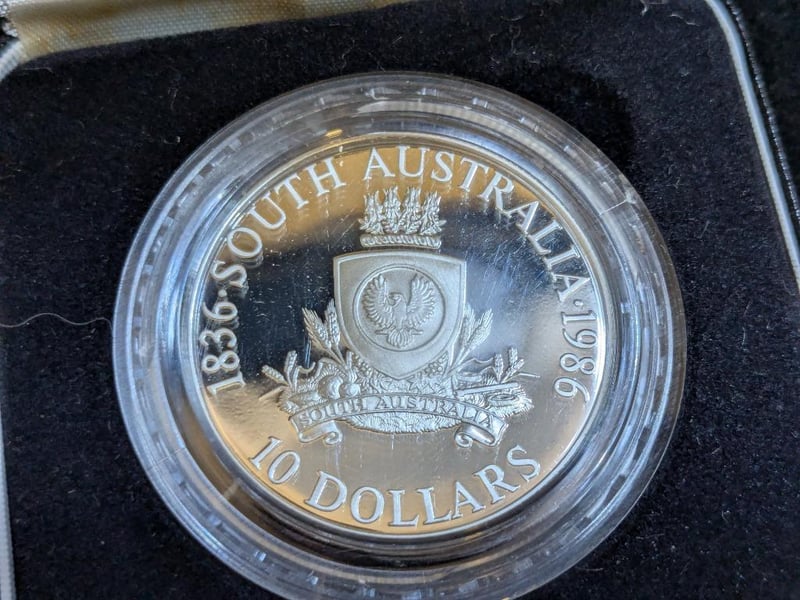 1836·SOUTH AUSTRALIA·1986
SOUTH AUSTRALIA
10 DOLLARS